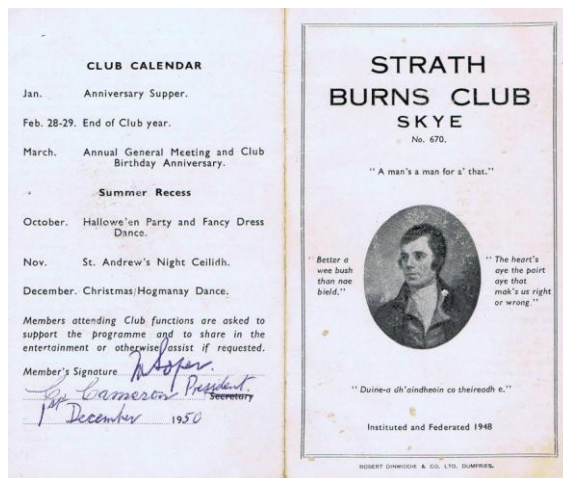 CLUB CALENDAR
Jan. Anniversary Supper.
Feb. 28-29. End of Club year.
March. Annual General Meeting and Club
Birthday Anniversary.
Summer Recess
October. Hallowe'en Party and Fancy Dress
Dance.
Nov. St. Andrew's Night Ceilidh.
December. Christmas/Hogmanay Dance.
Members attending Club functions are asked to
support the programme and to share in the
entertainment or otherwise assist if requested.
Member's Signature M Soper.
Cameron President.
Secretary
1st December 1950
STRATH
BURNS CLUB
SKYE
No. 670.
"A man's a man for a' that."
"Better a
wee bush
than nae
bield."
"The heart's
aye the pairt
aye that
mak's us right
or wrong."
"Duine-a dh'aindheoin co theireadh e."
Instituted and Federated 1948
ROBERT DINWIDDIE & CO. LTD. DUMFRIES.